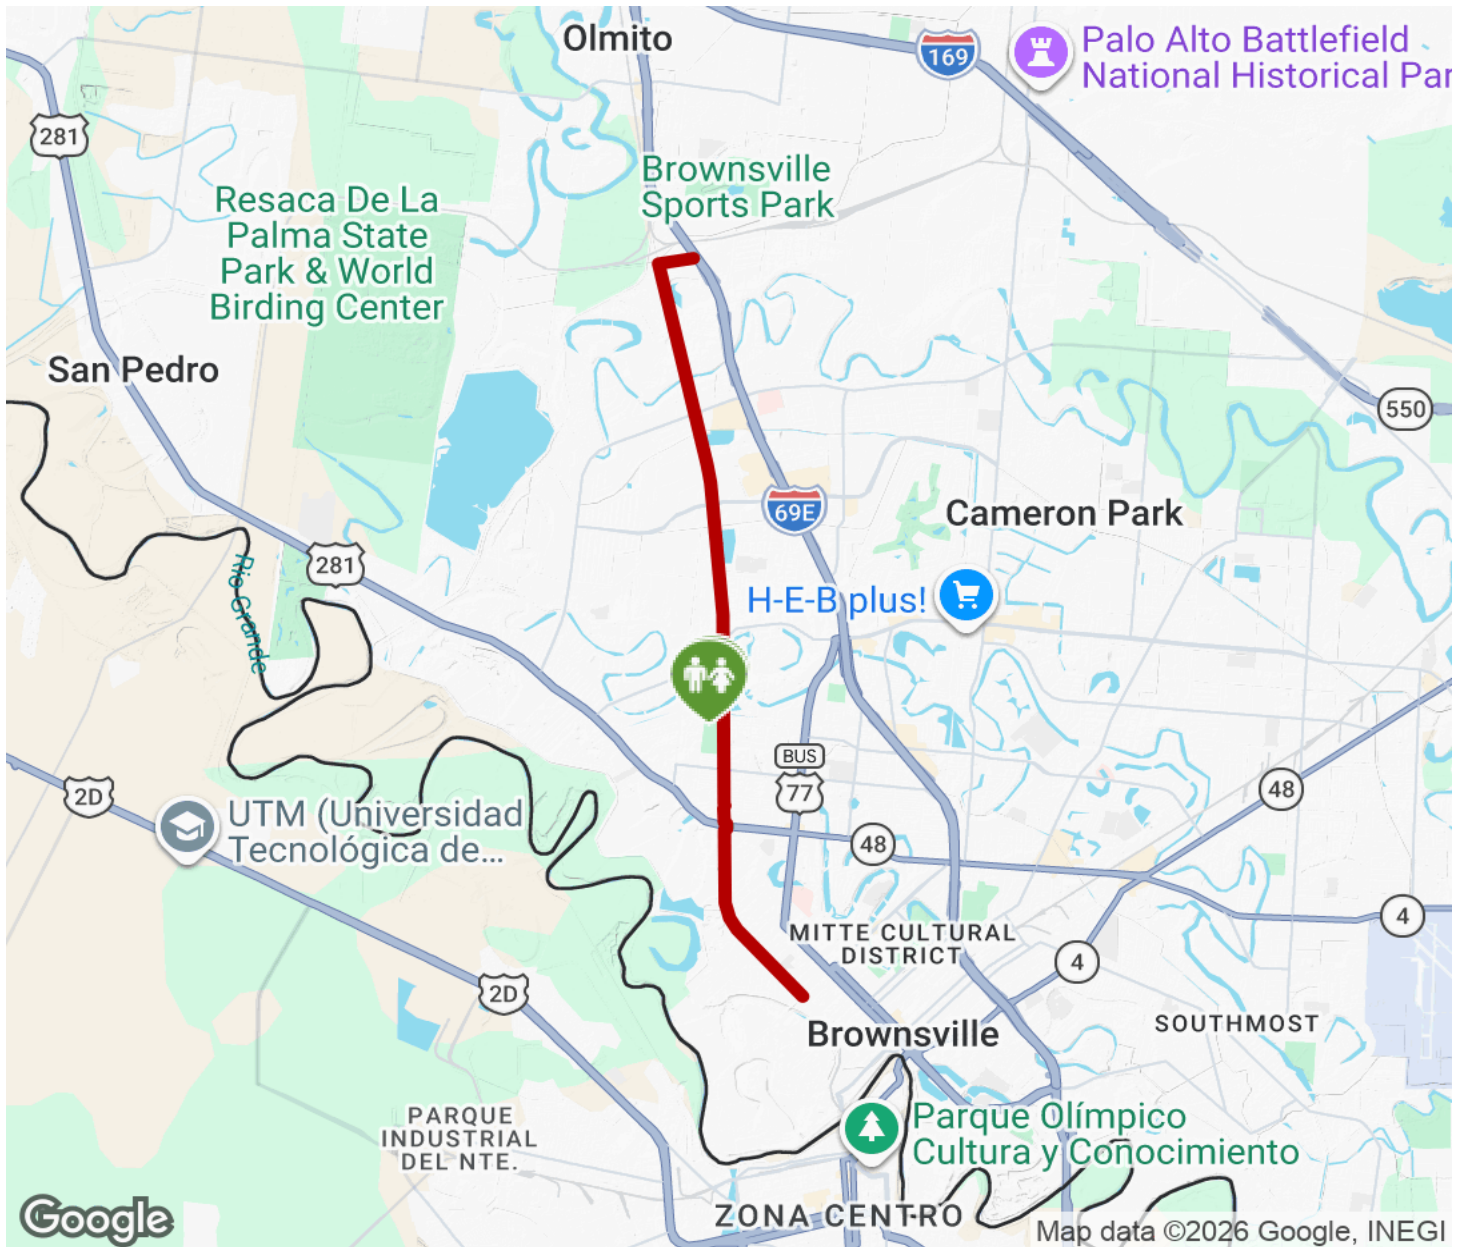 Olmito
169
Palo Alto Battlefield
National Historical Par
281
Brownsville
Sports Park
Resaca De La
Palma State
Park & World
Birding Center
San Pedro
550
69E
Cameron Park
281
Rio Grande
H-E-B plus!
BUS
77
2D
48
UTM (Universidad
Tecnológica de...
48
4
MITTE CULTURAL
DISTRICT
4
2D
Brownsville
SOUTHMOST
PARQUE
INDUSTRIAL
DEL NTE.
Parque Olímpico
Cultura y Conocimiento
ZONA CENTRO
Google
Map data ©2026 Google, INEGI